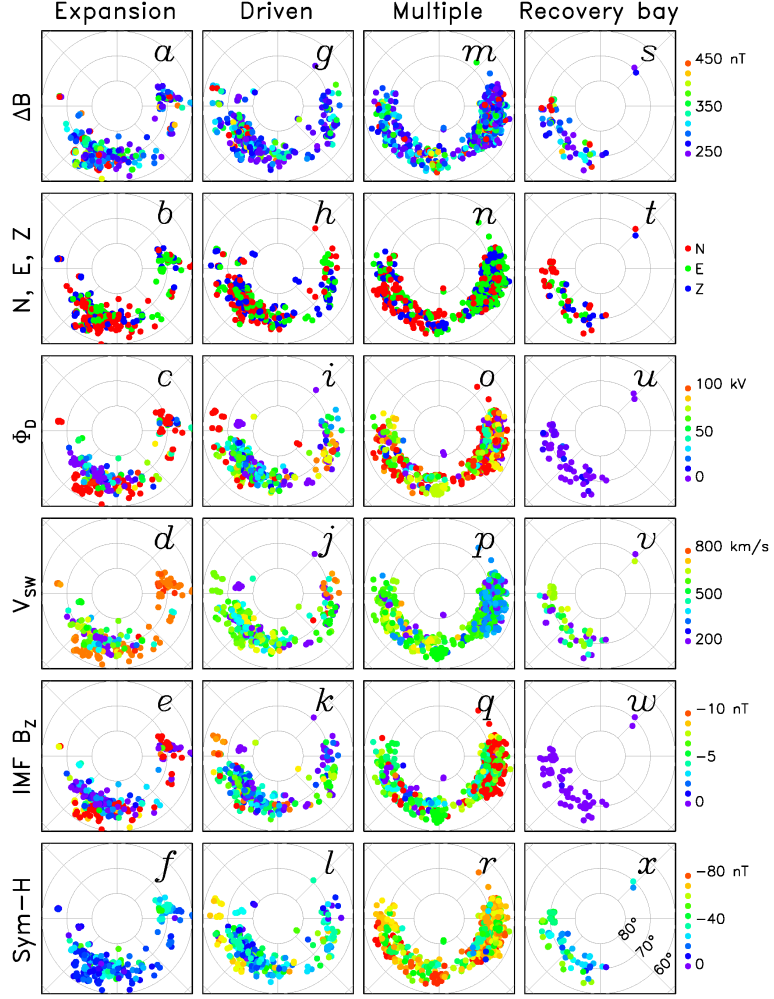 Expansion Driven Multiple Recovery bay
ΔB a g m s 450 nT
350
250
N, E, Z b h n t N
E
Z
Φ_D c i o u 100 kV
50
0
V_SW d j p v 800 km/s
500
200
IMF B_Z e k q w −10 nT
−5
0
Sym−H f l r x −80 nT
−40
0
80° 70° 60°